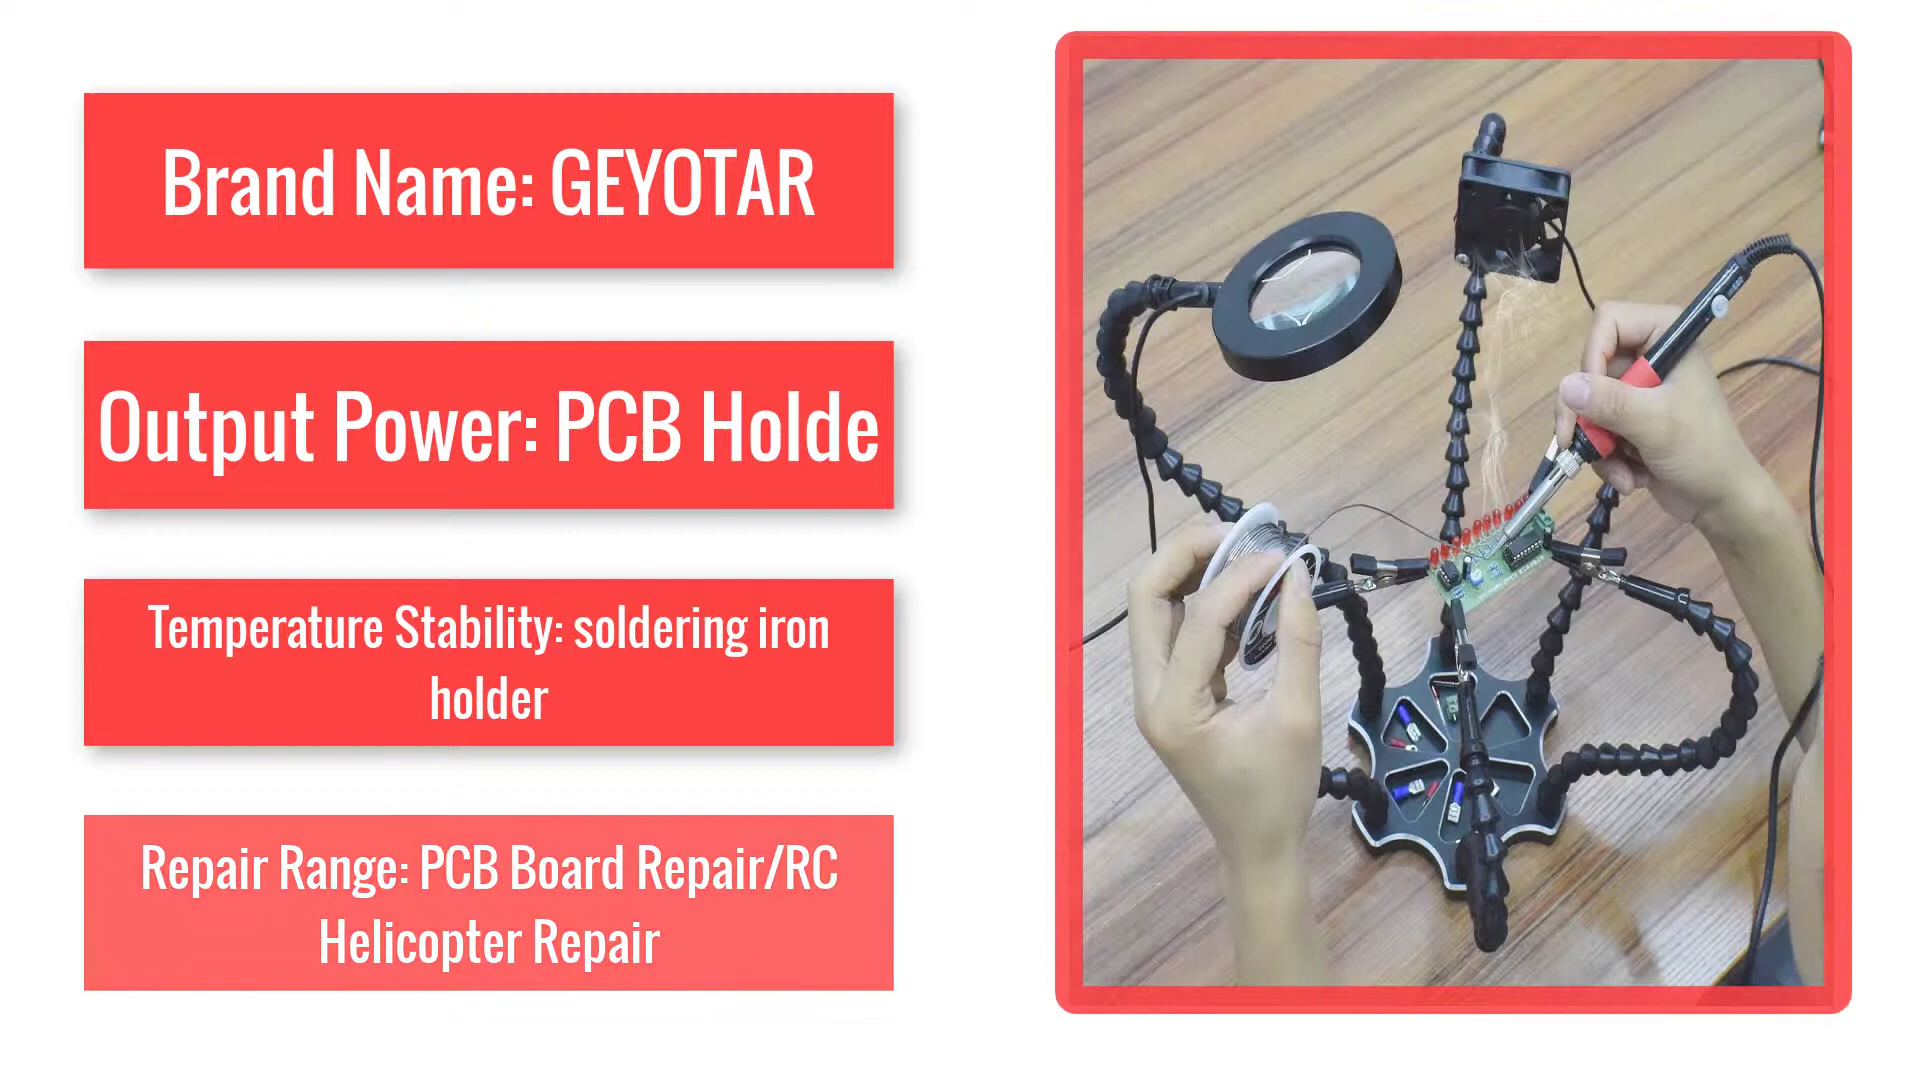 Brand Name: GEYOTAR
Output Power: PCB Holde
Temperature Stability: soldering iron
holder
Repair Range: PCB Board Repair/RC
Helicopter Repair